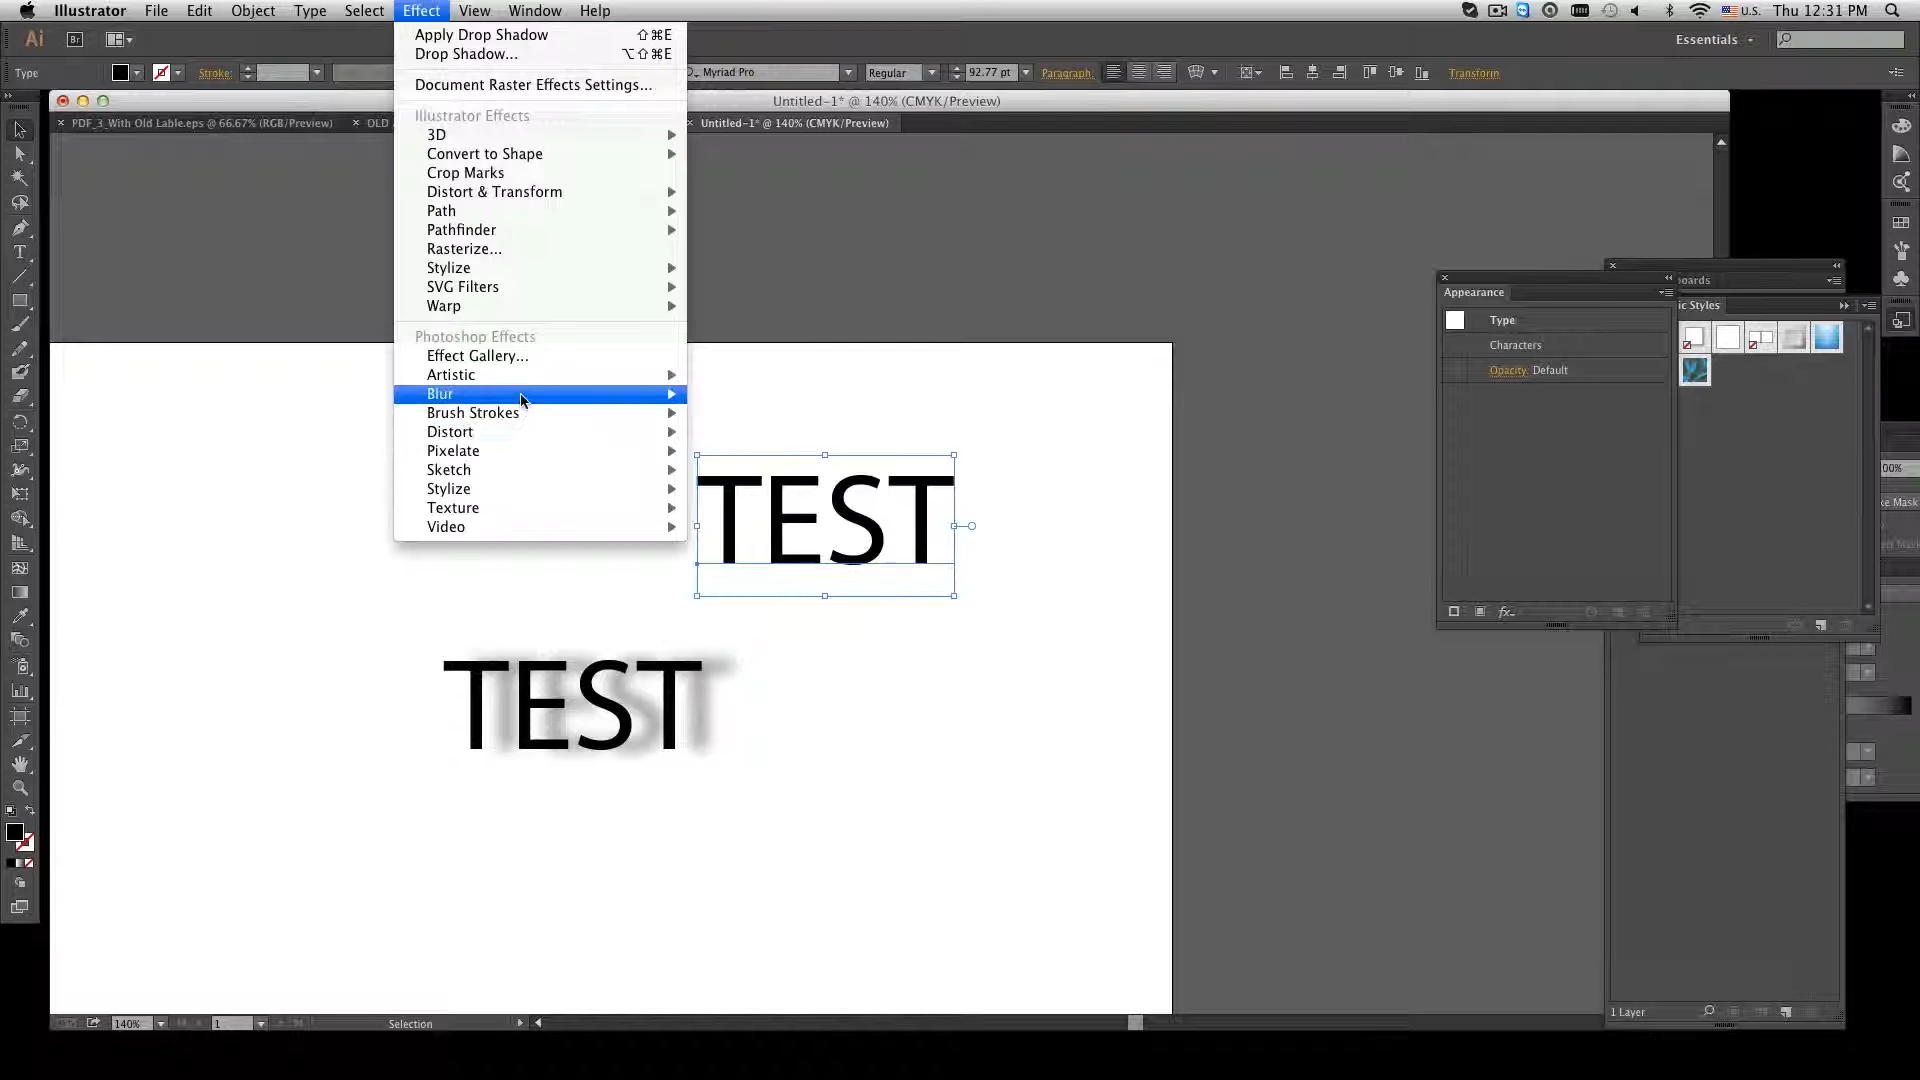 Illustrator File Edit Object Type Select Effect View Window Help U.S. Thu 12:31 PM
Apply Drop Shadow ⇧⌘E
Drop Shadow... ⌥⇧⌘E
Ai Br Essentials
Type Stroke: Myriad Pro Regular 92.77 pt Paragraph: Transform
Document Raster Effects Settings...
Untitled-1* @ 140% (CMYK/Preview)
PDF_3_With Old Lable.eps @ 66.67% (RGB/Preview) OLD Untitled-1* @ 140% (CMYK/Preview)
Illustrator Effects
3D
Convert to Shape
Crop Marks
Distort & Transform
Path
Pathfinder
Rasterize...
Stylize
SVG Filters
Warp
Photoshop Effects
Effect Gallery...
Artistic
Blur
Brush Strokes
Distort
Pixelate
Sketch
Stylize
Texture
Video
oards
Appearance
ic Styles
Type
Characters
Opacity: Default
00%
ke Mask
TEST
TEST
1 Layer
140% 1 Selection